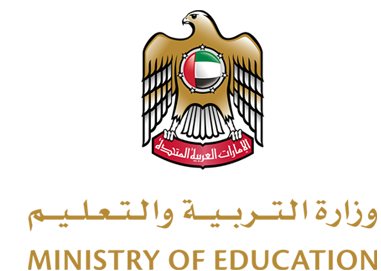 الإمارات العربية المتحدة
وزارة التربية والتعليم
MINISTRY OF EDUCATION